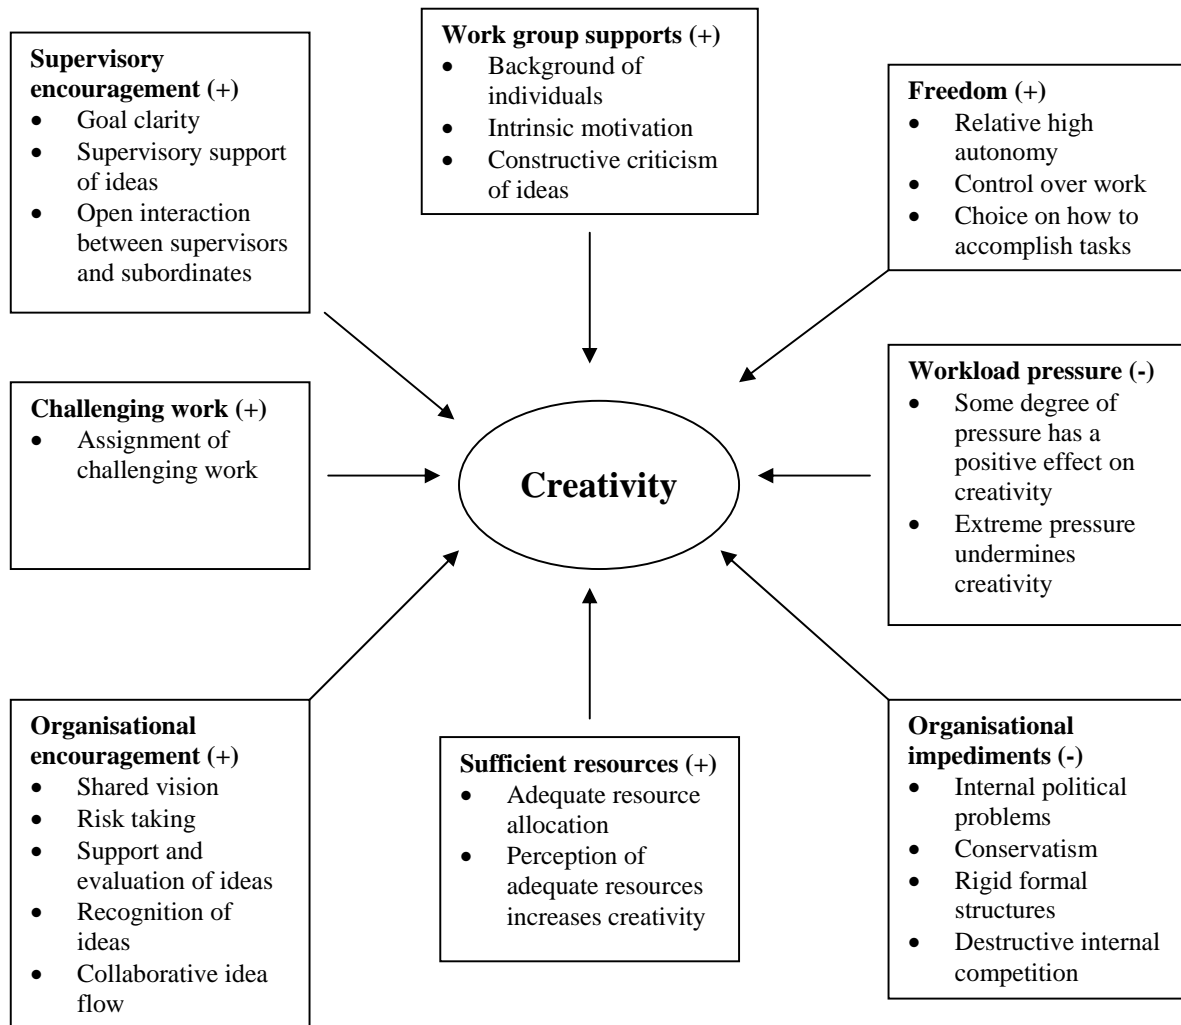 Supervisory
encouragement (+)
• Goal clarity
• Supervisory support
of ideas
• Open interaction
between supervisors
and subordinates
Work group supports (+)
• Background of
individuals
• Intrinsic motivation
• Constructive criticism
of ideas
Freedom (+)
• Relative high
autonomy
• Control over work
• Choice on how to
accomplish tasks
Challenging work (+)
• Assignment of
challenging work
Creativity
Workload pressure (-)
• Some degree of
pressure has a
positive effect on
creativity
• Extreme pressure
undermines
creativity
Organisational
encouragement (+)
• Shared vision
• Risk taking
• Support and
evaluation of ideas
• Recognition of
ideas
• Collaborative idea
flow
Sufficient resources (+)
• Adequate resource
allocation
• Perception of
adequate resources
increases creativity
Organisational
impediments (-)
• Internal political
problems
• Conservatism
• Rigid formal
structures
• Destructive internal
competition